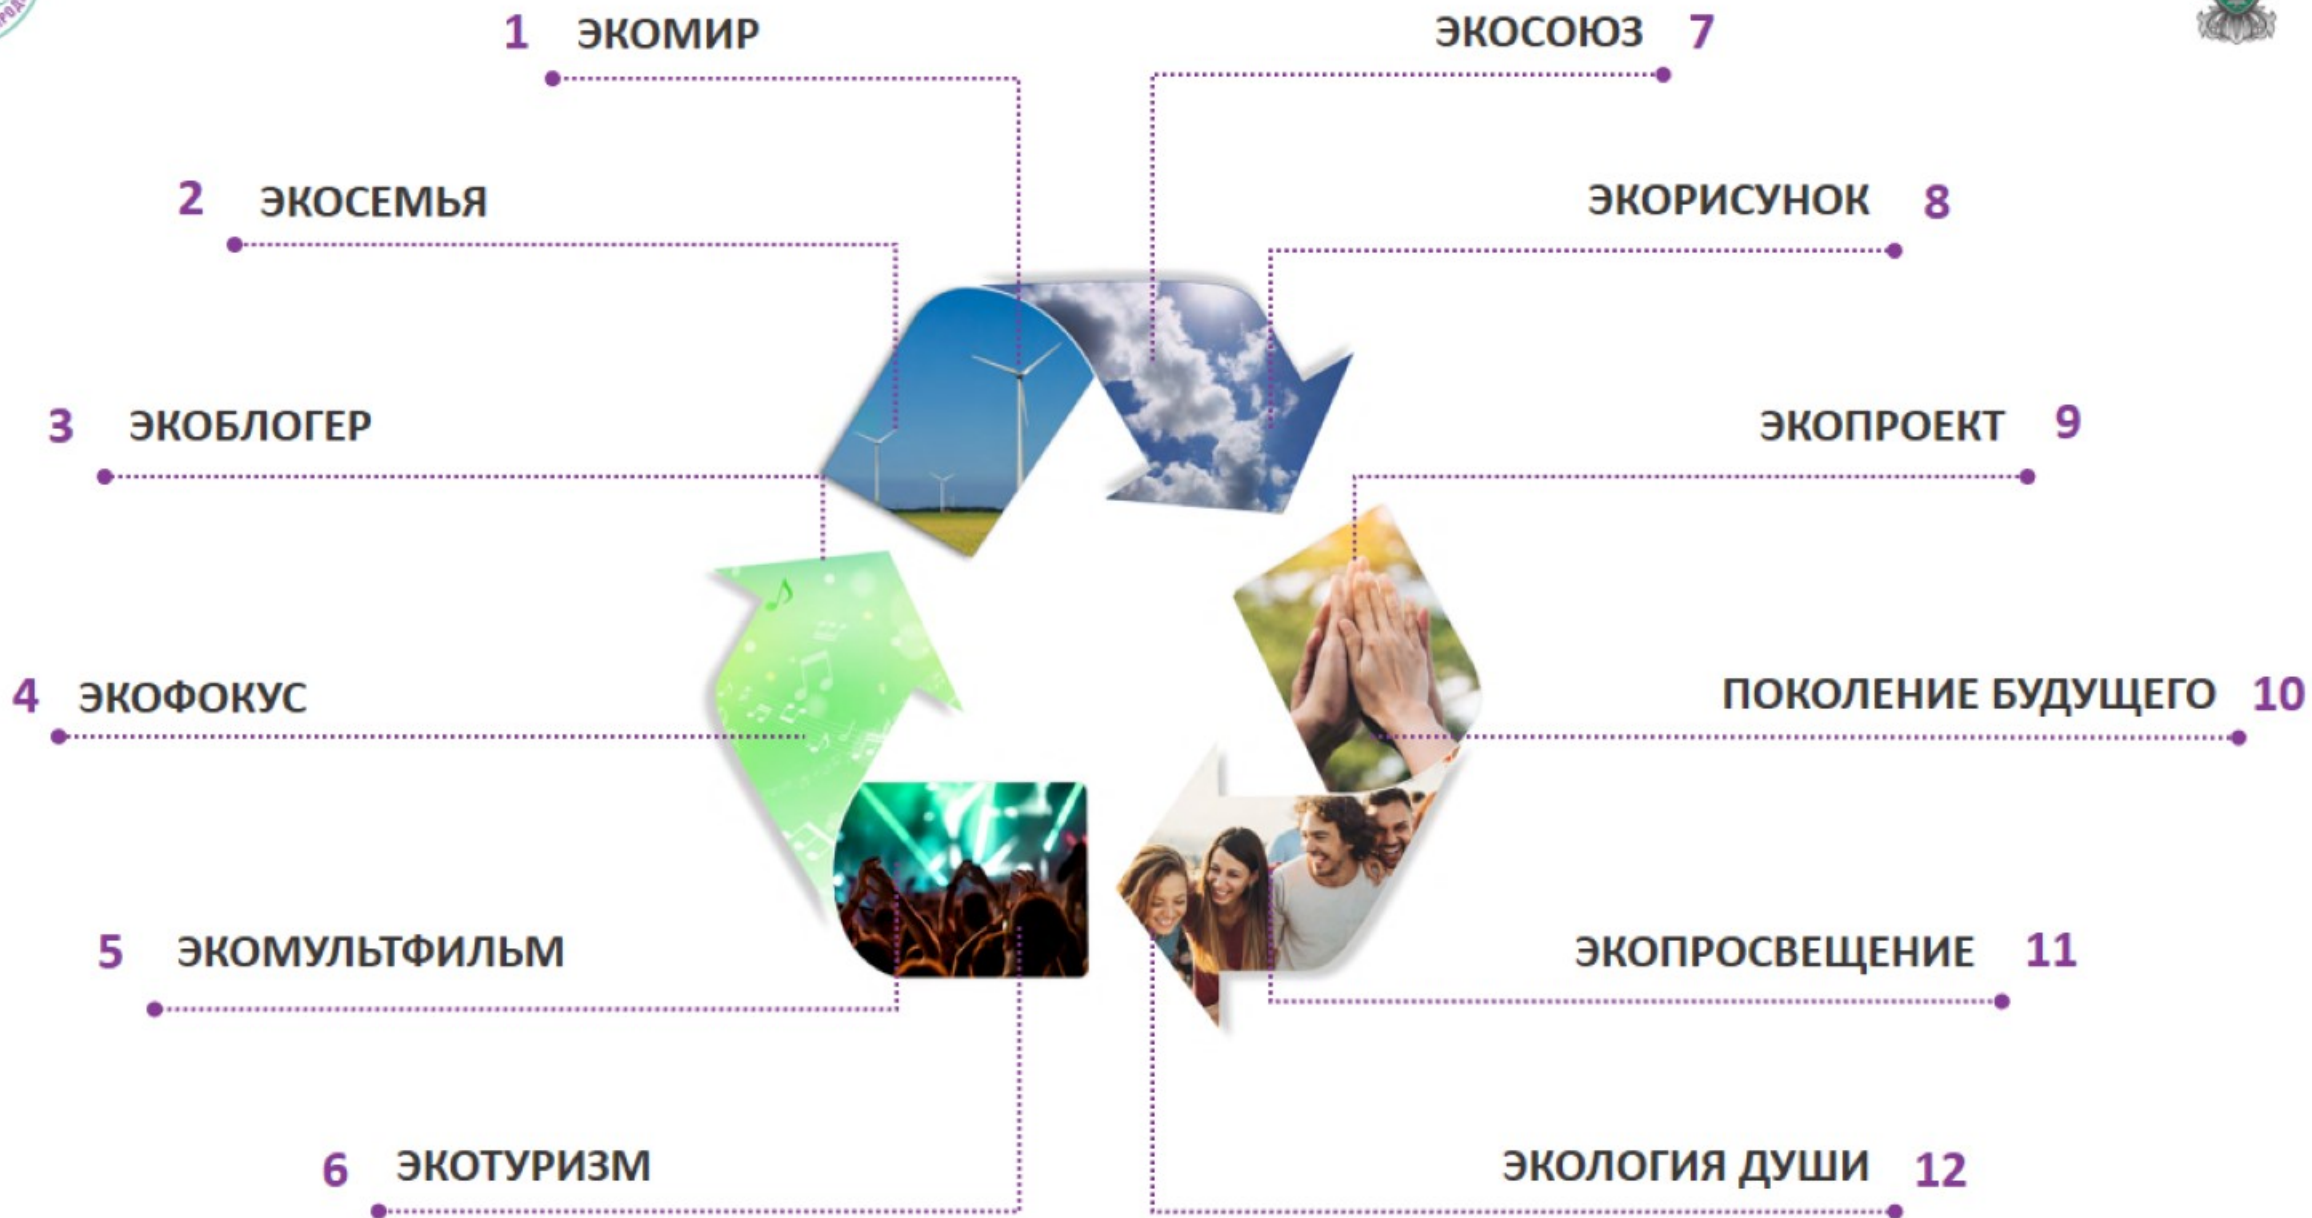 1 ЭКОМИР
2 ЭКОСЕМЬЯ
3 ЭКОБЛОГЕР
4 ЭКОФОКУС
5 ЭКОМУЛЬТФИЛЬМ
6 ЭКОТУРИЗМ
ЭКОСОЮЗ 7
ЭКОРИСУНОК 8
ЭКОПРОЕКТ 9
ПОКОЛЕНИЕ БУДУЩЕГО 10
ЭКОПРОСВЕЩЕНИЕ 11
ЭКОЛОГИЯ ДУШИ 12